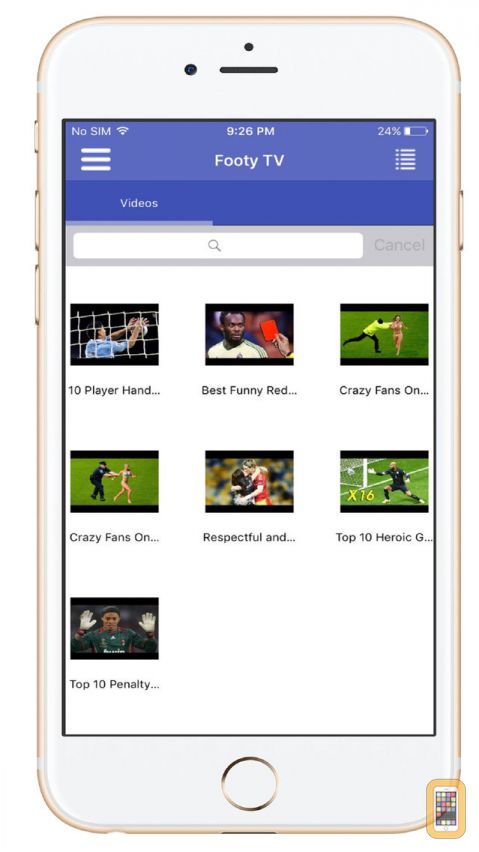 No SIM 9:26 PM 24%
Footy TV
Videos
Cancel
10 Player Hand... Best Funny Red... Crazy Fans On...
X16
Crazy Fans On... Respectful and... Top 10 Heroic G...
bwin
Top 10 Penalty...